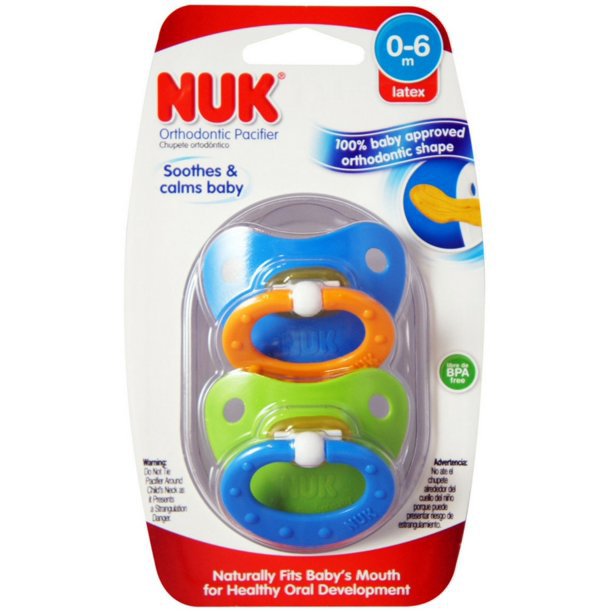 0-6
m
latex
NUK®
Orthodontic Pacifier
Chupete ortodóntico
Soothes &
calms baby
100% baby approved
orthodontic shape
NUK
NUK
NUK
NUK
libre de
BPA
free
Warning:
Do Not Tie
Pacifier Around
Child's Neck as
it Presents
a Strangulation
Danger.
Advertencia:
No ate el
chupete
alrededor del
cuello del niño
porque puede
presentar riesgo de
estrangulamiento.
Naturally Fits Baby's Mouth
for Healthy Oral Development